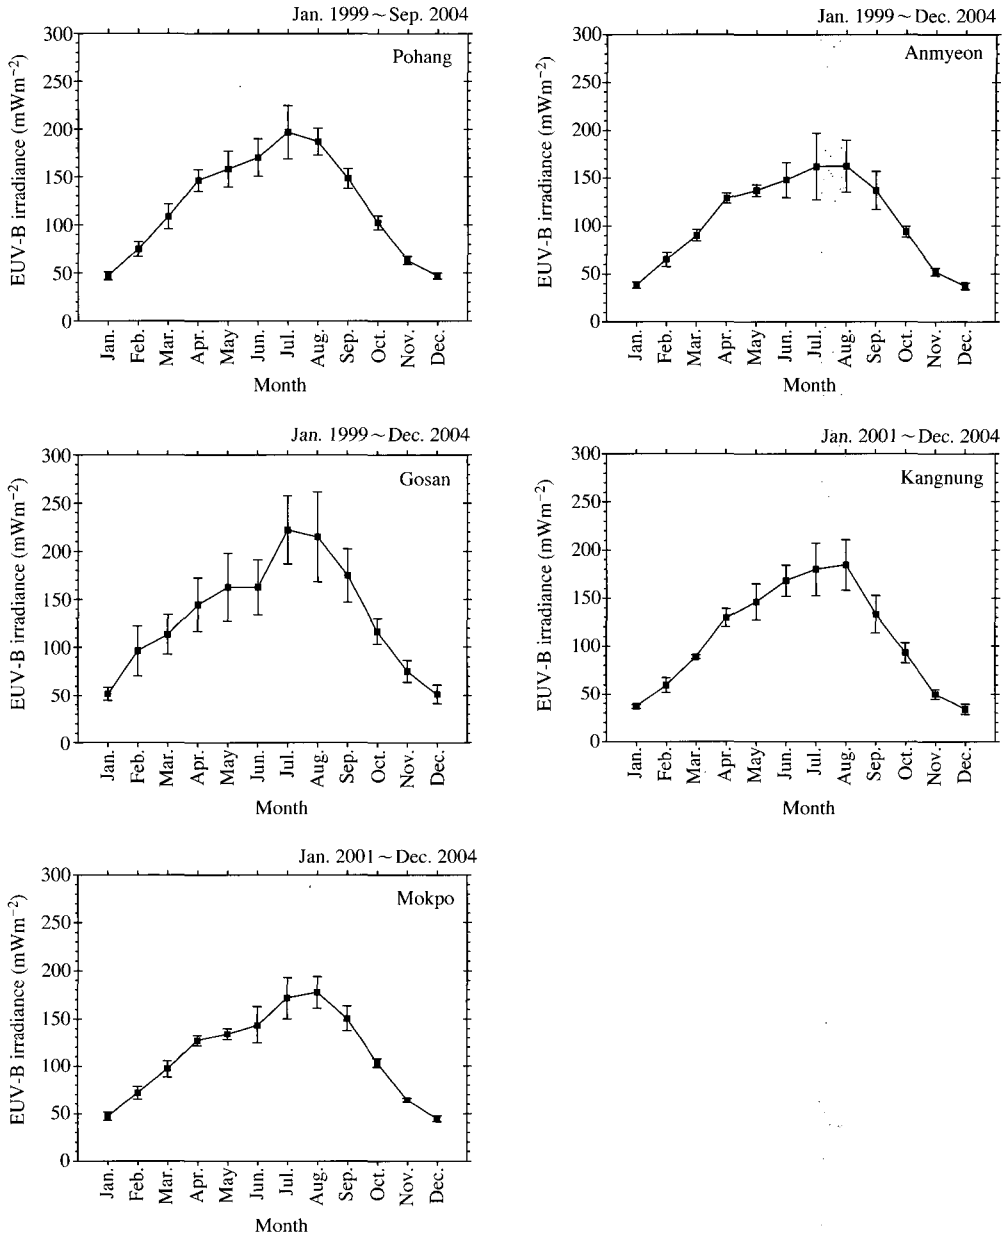 Jan. 1999～Sep. 2004
Pohang
EUV-B irradiance (mWm−2)
300
250
200
150
100
50
0
Jan.
Feb.
Mar.
Apr.
May
Jun.
Jul.
Aug.
Sep.
Oct.
Nov.
Dec.
Month
Jan. 1999～Dec. 2004
Anmyeon
EUV-B irradiance (mWm−2)
300
250
200
150
100
50
0
Jan.
Feb.
Mar.
Apr.
May
Jun.
Jul.
Aug.
Sep.
Oct.
Nov.
Dec.
Month
Jan. 1999～Dec. 2004
Gosan
EUV-B irradiance (mWm−2)
300
250
200
150
100
50
0
Jan.
Feb.
Mar.
Apr.
May
Jun.
Jul.
Aug.
Sep.
Oct.
Nov.
Dec.
Month
Jan. 2001～Dec. 2004
Kangnung
EUV-B irradiance (mWm−2)
300
250
200
150
100
50
0
Jan.
Feb.
Mar.
Apr.
May
Jun.
Jul.
Aug.
Sep.
Oct.
Nov.
Dec.
Month
Jan. 2001～Dec. 2004
Mokpo
EUV-B irradiance (mWm−2)
300
250
200
150
100
50
0
Jan.
Feb.
Mar.
Apr.
May
Jun.
Jul.
Aug.
Sep.
Oct.
Nov.
Dec.
Month